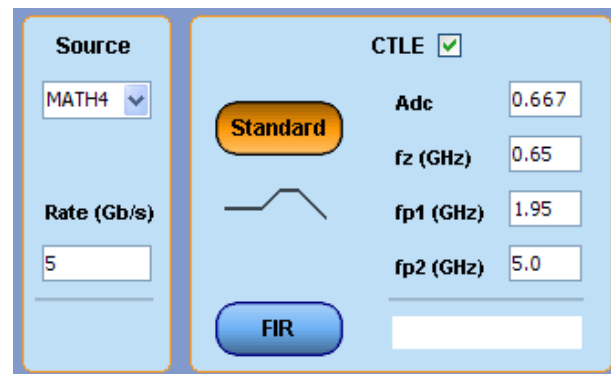 Source
MATH4
Rate (Gb/s)
5
CTLE
Standard
FIR
Adc 0.667
fz (GHz) 0.65
fp1 (GHz) 1.95
fp2 (GHz) 5.0